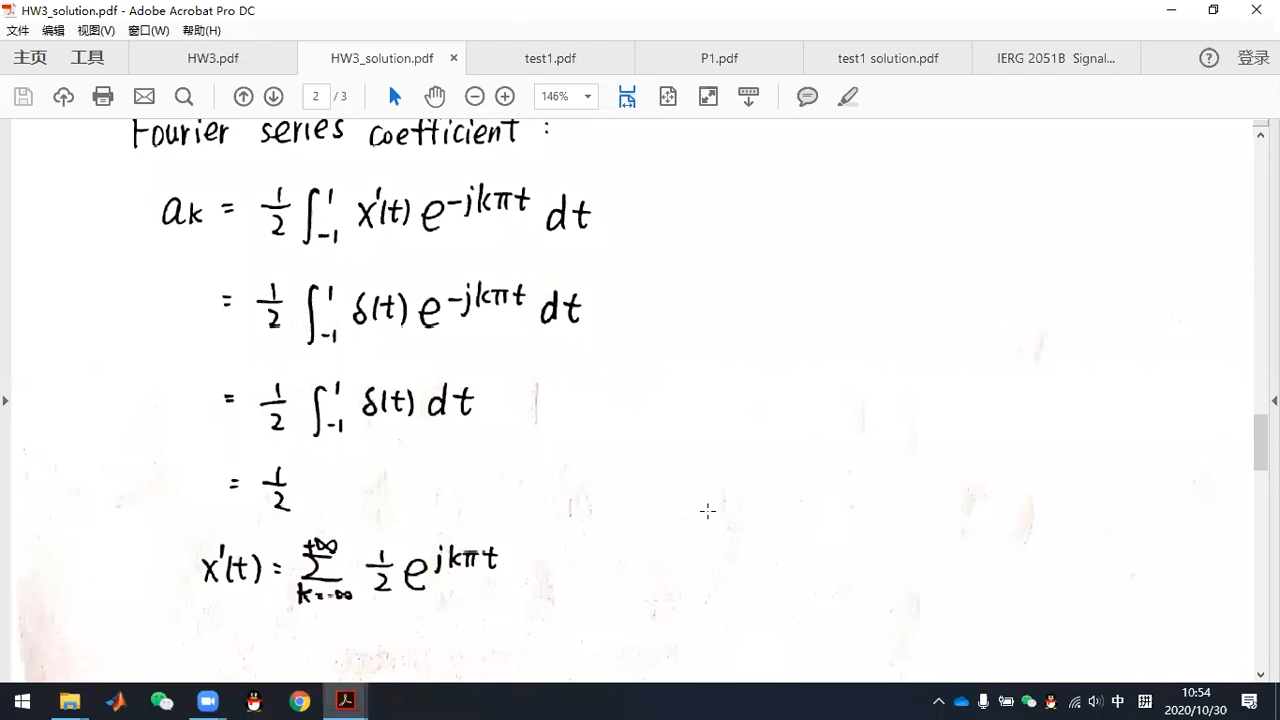 HW3_solution.pdf - Adobe Acrobat Pro DC
文件 编辑 视图(V) 窗口(W) 帮助(H)
主页 工具 HW3.pdf HW3_solution.pdf × test1.pdf P1.pdf test1 solution.pdf IERG 2051B Signal... 登录
2 / 3 146%
Fourier series coefficient :
ak = 1/2 ∫_{-1}^{1} x'(t) e^{-jkπt} dt
= 1/2 ∫_{-1}^{1} δ(t) e^{-jkπt} dt
= 1/2 ∫_{-1}^{1} δ(t) dt
= 1/2
x'(t) = Σ_{k=-∞}^{+∞} 1/2 e^{jkπt}
中 拼 10:54
2020/10/30